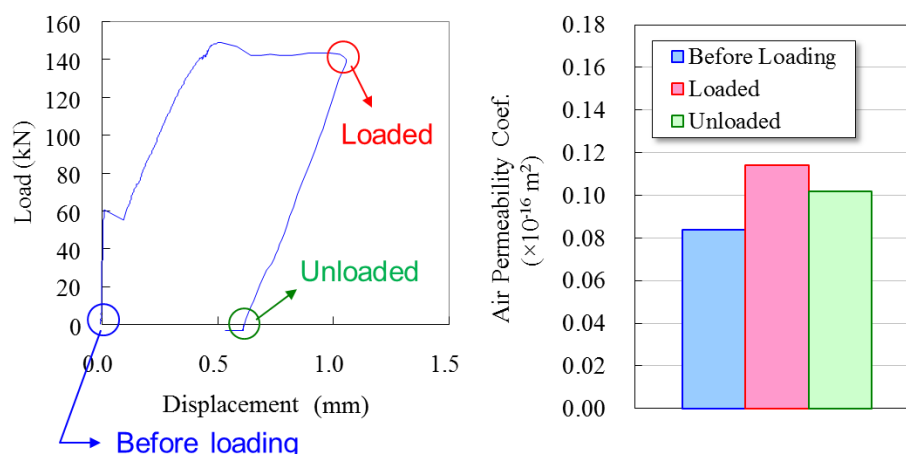 160
140
120
100
80
60
40
20
0
Load (kN)
0.0
0.5
1.0
1.5
Displacement (mm)
Loaded
Unloaded
Before loading
0.18
0.16
0.14
0.12
0.10
0.08
0.06
0.04
0.02
0.00
Air Permeability Coef.
(×10⁻¹⁶ m²)
Before Loading
Loaded
Unloaded